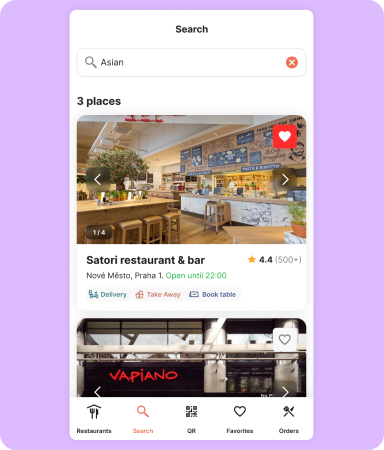 Search
Asian
3 places
PASTA & RISOTTO
1 / 4
Satori restaurant & bar
4.4 (500+)
Nové Město, Praha 1. Open until 22:00
Delivery
Take Away
Book table
VAPIANO
Restaurants
Search
QR
Favorites
Orders